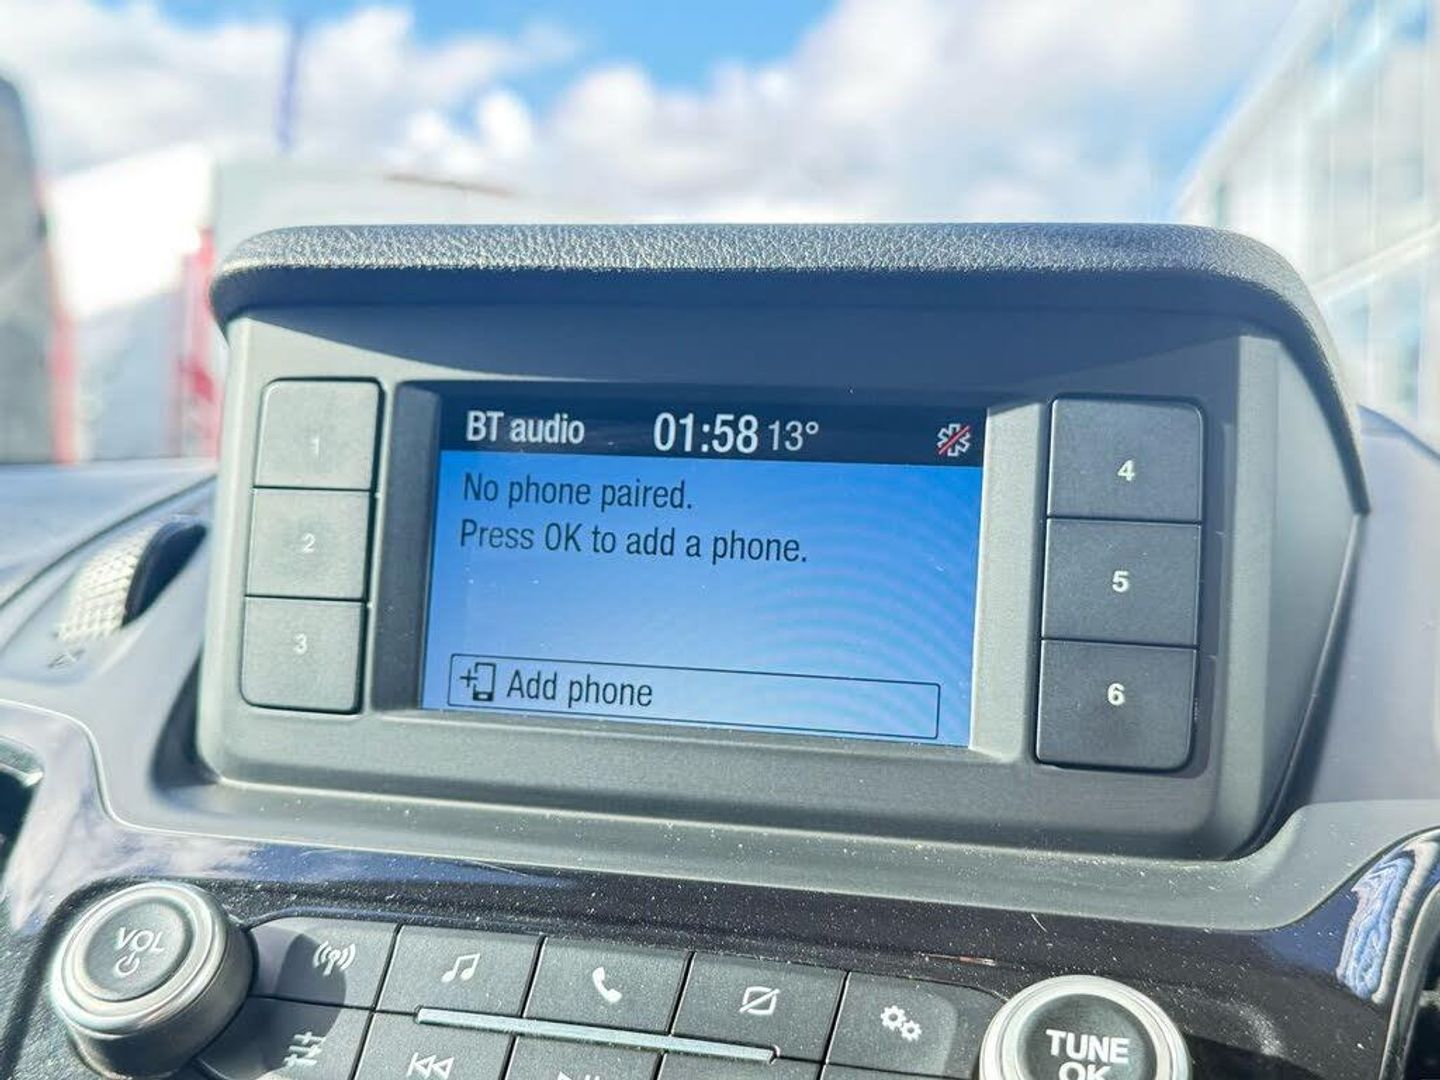 BT audio 01:58 13°
No phone paired.
Press OK to add a phone.
Add phone
1
2
3
4
5
6
VOL
TUNE
OK